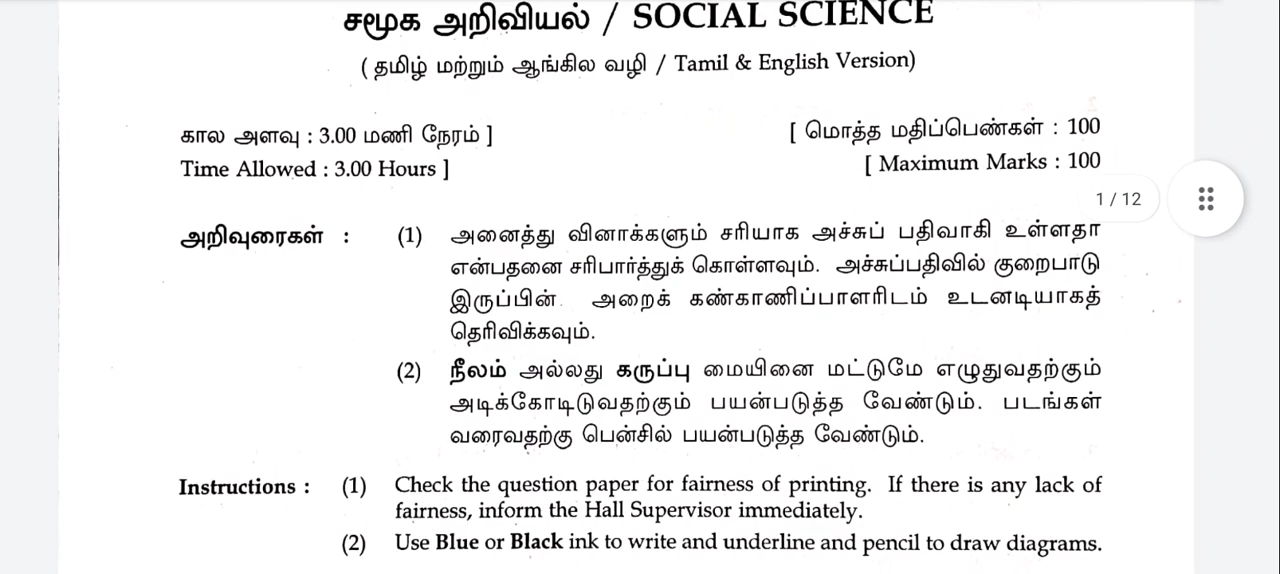 சமூக அறிவியல் / SOCIAL SCIENCE
( தமிழ் மற்றும் ஆங்கில வழி / Tamil & English Version)
கால அளவு : 3.00 மணி நேரம் ]
[ மொத்த மதிப்பெண்கள் : 100
Time Allowed : 3.00 Hours ]
[ Maximum Marks : 100
1 / 12
அறிவுரைகள் : (1) அனைத்து வினாக்களும் சரியாக அச்சுப் பதிவாகி உள்ளதா
என்பதனை சரிபார்த்துக் கொள்ளவும். அச்சுப்பதிவில் குறைபாடு
இருப்பின் அறைக் கண்காணிப்பாளரிடம் உடனடியாகத்
தெரிவிக்கவும்.
(2) நீலம் அல்லது கருப்பு மையினை மட்டுமே எழுதுவதற்கும்
அடிக்கோடிடுவதற்கும் பயன்படுத்த வேண்டும். படங்கள்
வரைவதற்கு பென்சில் பயன்படுத்த வேண்டும்.
Instructions : (1) Check the question paper for fairness of printing. If there is any lack of
fairness, inform the Hall Supervisor immediately.
(2) Use Blue or Black ink to write and underline and pencil to draw diagrams.